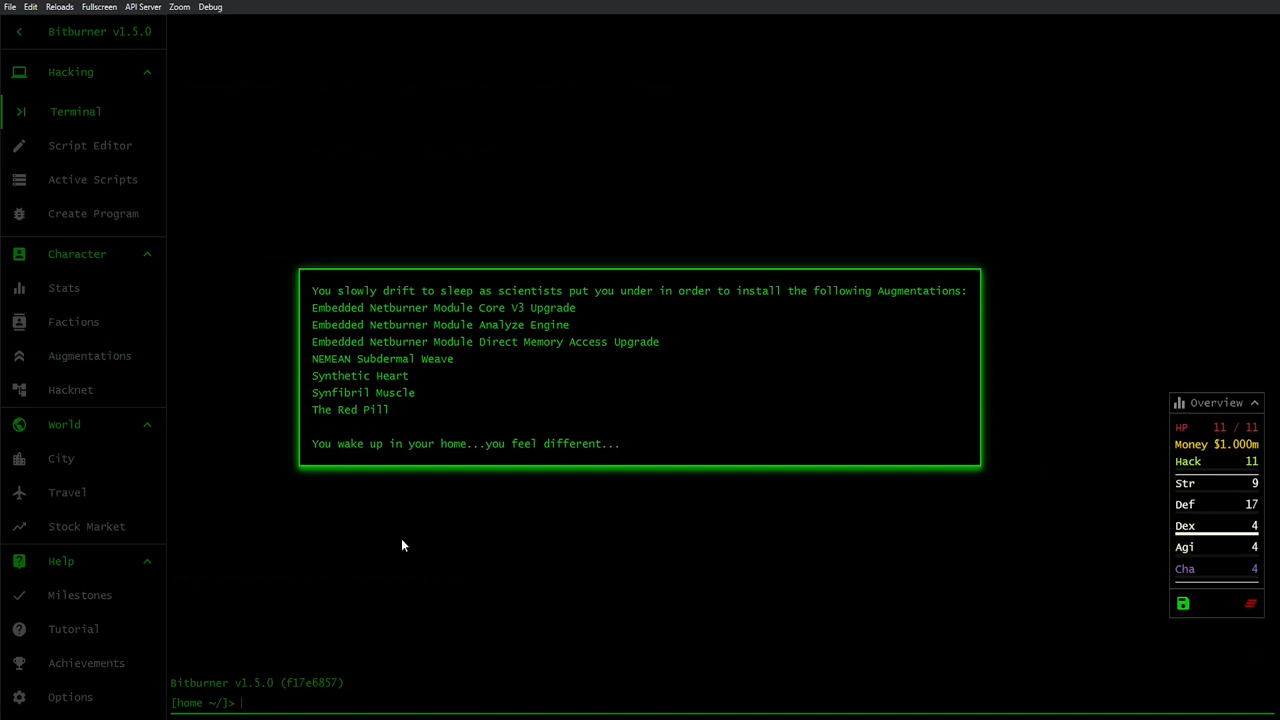 File Edit Reloads Fullscreen API Server Zoom Debug
Bitburner v1.5.0
Hacking
Terminal
Script Editor
Active Scripts
Create Program
Character
Stats
Factions
Augmentations
Hacknet
World
City
Travel
Stock Market
Help
Milestones
Tutorial
Achievements
Options
You slowly drift to sleep as scientists put you under in order to install the following Augmentations:
Embedded Netburner Module Core V3 Upgrade
Embedded Netburner Module Analyze Engine
Embedded Netburner Module Direct Memory Access Upgrade
NEMEAN Subdermal Weave
Synthetic Heart
Synfibril Muscle
The Red Pill
You wake up in your home...you feel different...
Overview
HP 11 / 11
Money $1.000m
Hack 11
Str 9
Def 17
Dex 4
Agi 4
Cha 4
Bitburner v1.5.0 (f17e6857)
[home ~/]>